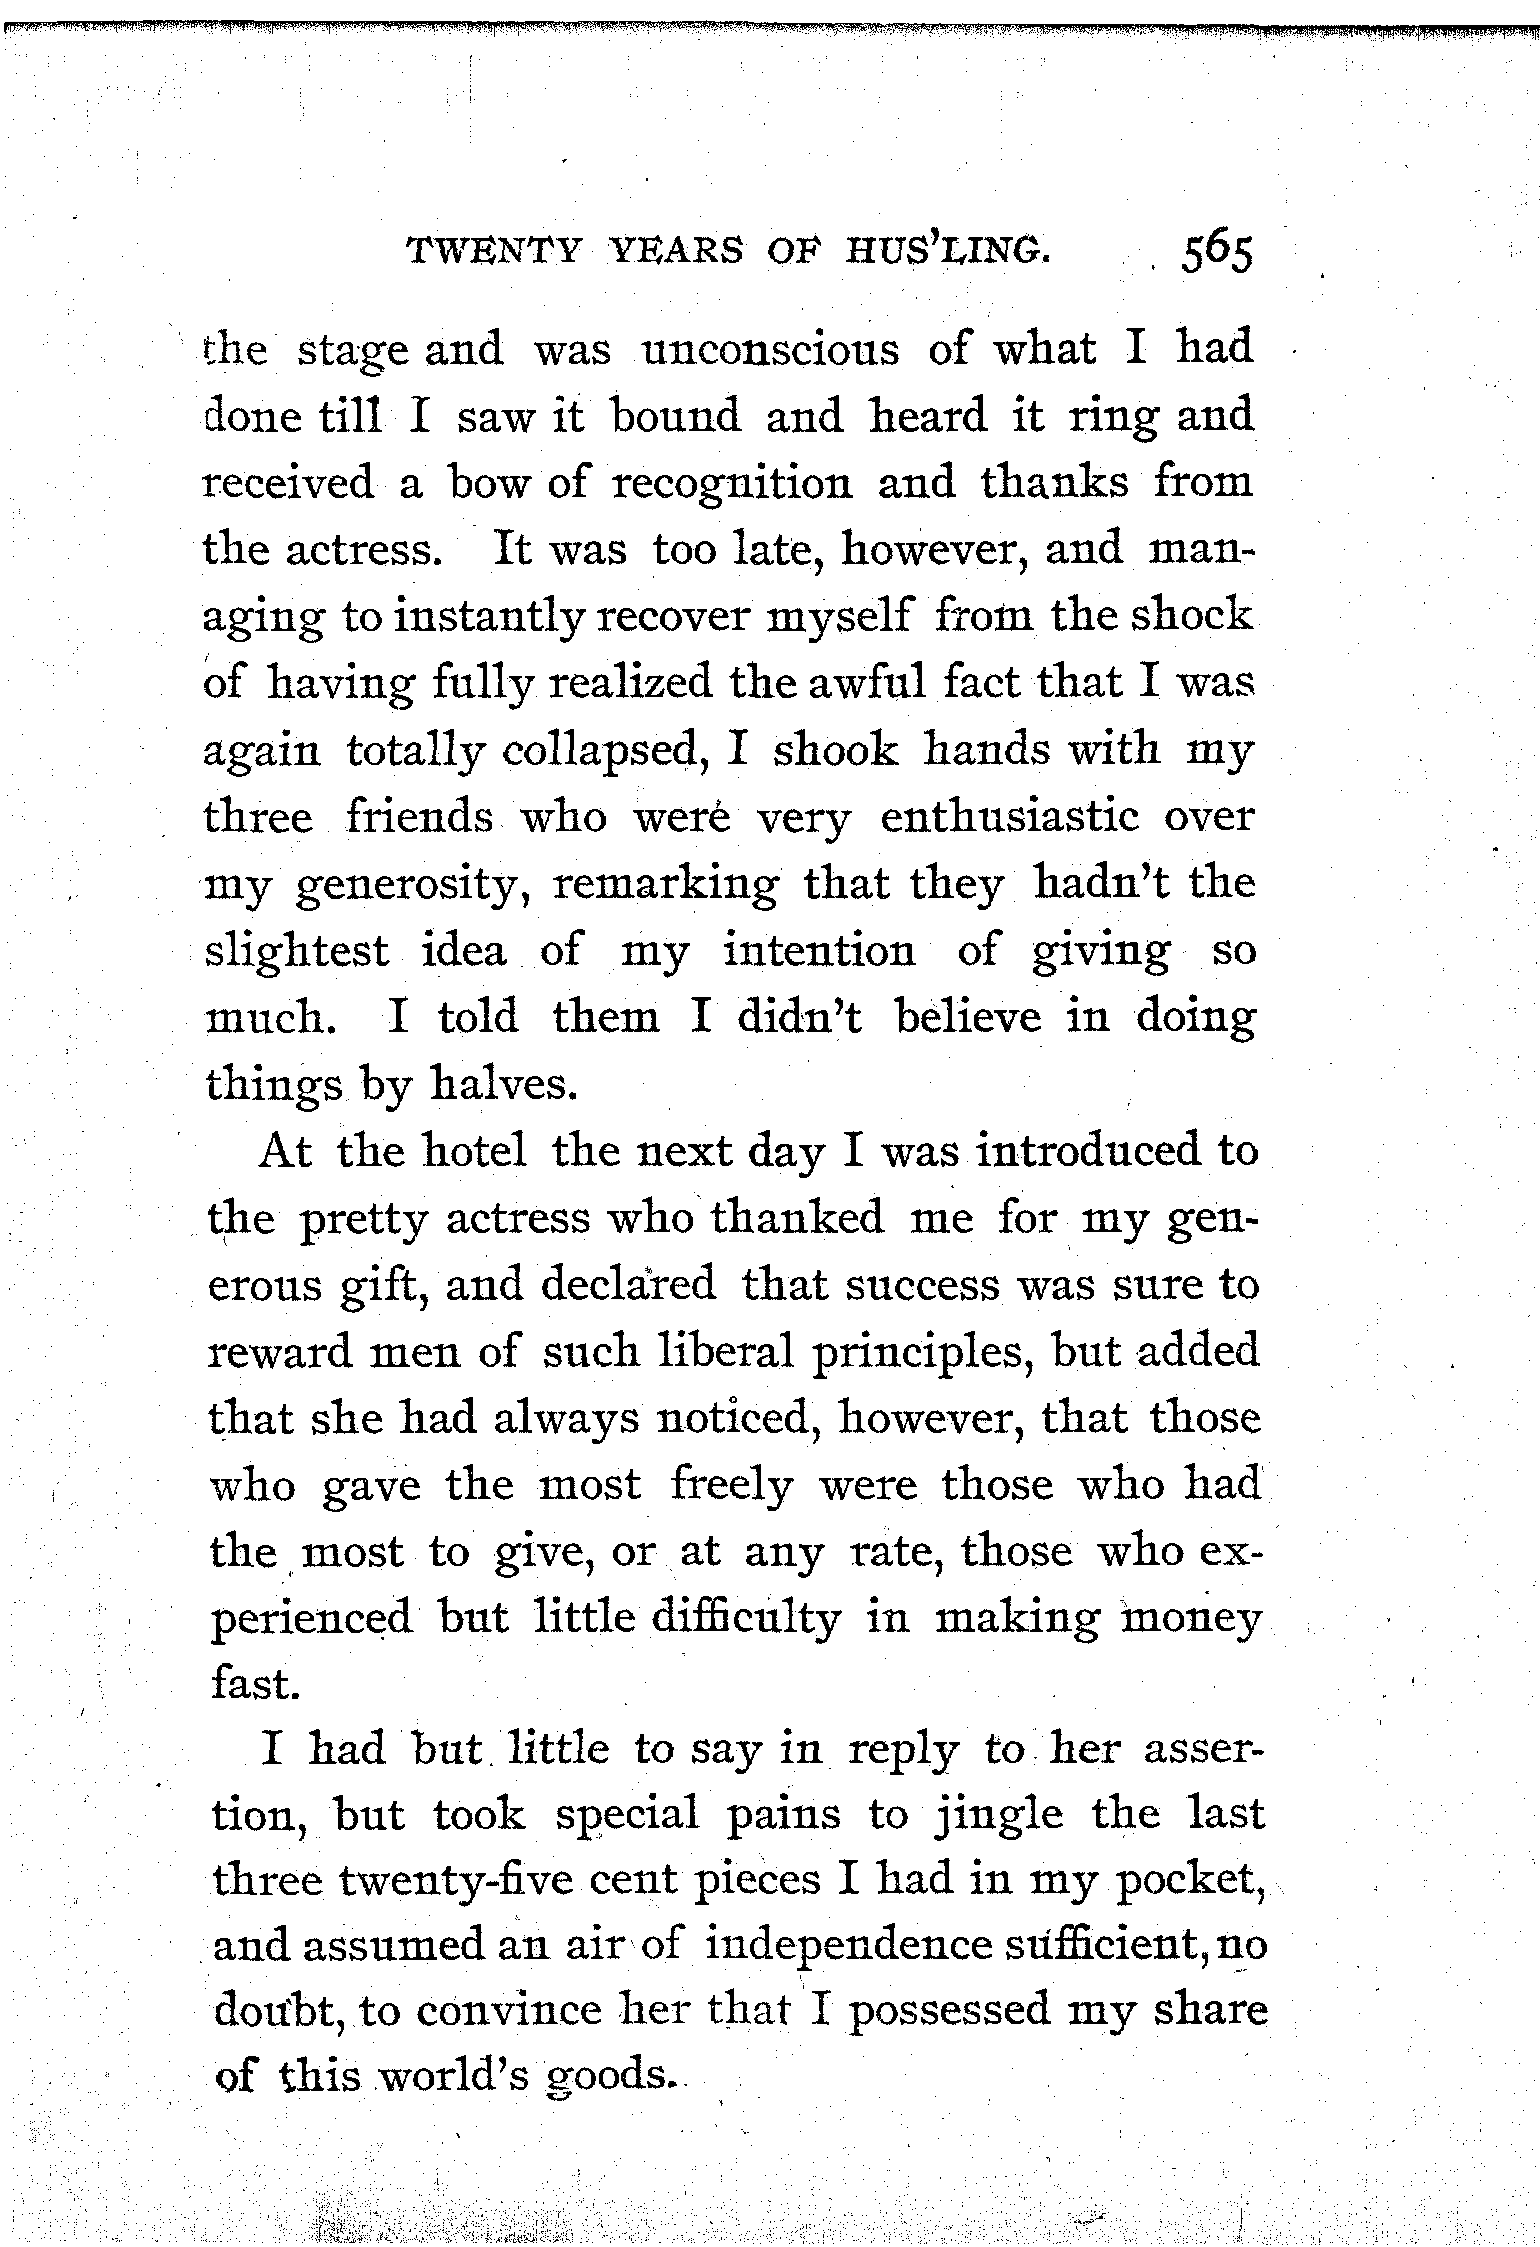 TWENTY YEARS OF HUS'LING. 565
the stage and was unconscious of what I had
done till I saw it bound and heard it ring and
received a bow of recognition and thanks from
the actress. It was too late, however, and man-
aging to instantly recover myself from the shock
of having fully realized the awful fact that I was
again totally collapsed, I shook hands with my
three friends who were very enthusiastic over
my generosity, remarking that they hadn't the
slightest idea of my intention of giving so
much. I told them I didn't believe in doing
things by halves.
At the hotel the next day I was introduced to
the pretty actress who thanked me for my gen-
erous gift, and declared that success was sure to
reward men of such liberal principles, but added
that she had always noticed, however, that those
who gave the most freely were those who had
the most to give, or at any rate, those who ex-
perienced but little difficulty in making money
fast.
I had but little to say in reply to her asser-
tion, but took special pains to jingle the last
three twenty-five cent pieces I had in my pocket,
and assumed an air of independence sufficient, no
doubt, to convince her that I possessed my share
of this world's goods.